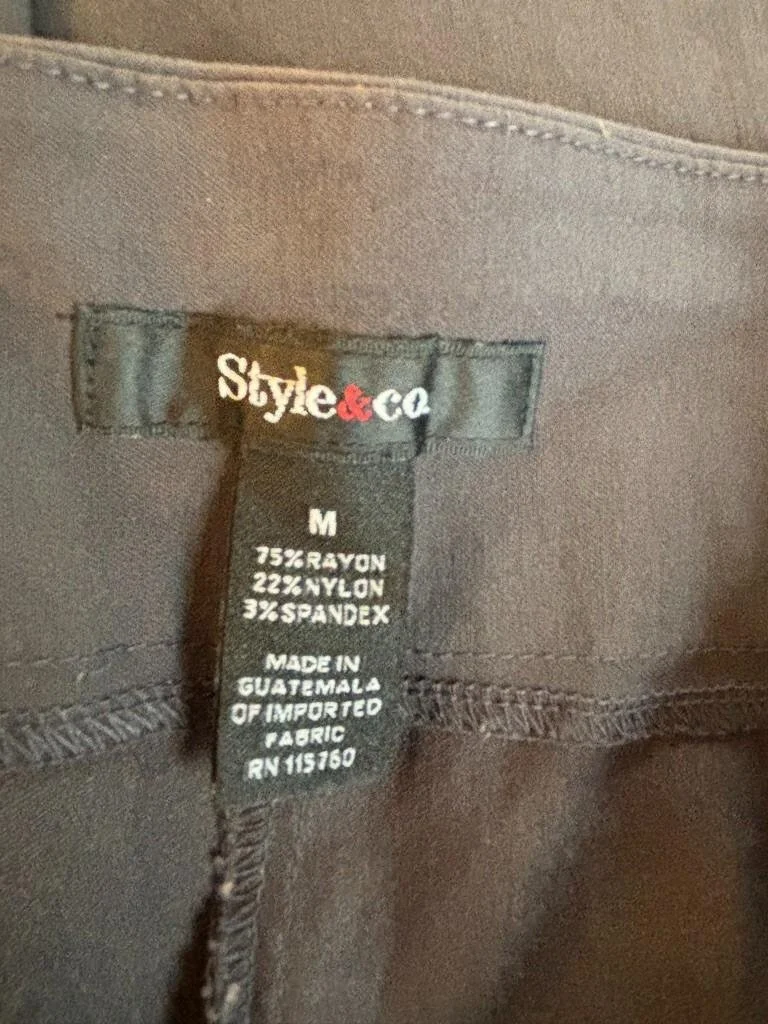 Style&co.
M
75%RAYON
22%NYLON
3%SPANDEX
MADE IN
GUATEMALA
OF IMPORTED
FABRIC
RN 115760